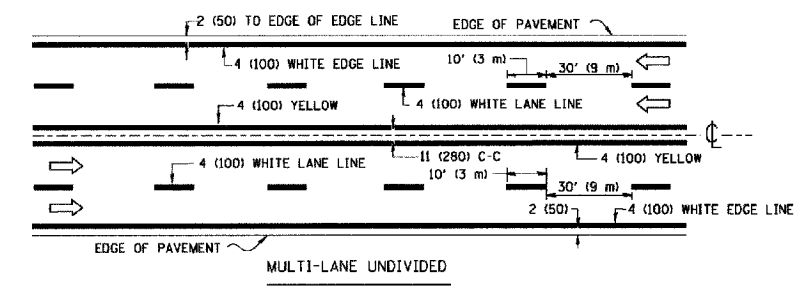 2 (50) TO EDGE OF EDGE LINE
EDGE OF PAVEMENT
4 (100) WHITE EDGE LINE
10' (3 m)
30' (9 m)
4 (100) YELLOW
4 (100) WHITE LANE LINE
℄
4 (100) WHITE LANE LINE
11 (280) C-C
4 (100) YELLOW
10' (3 m)
30' (9 m)
2 (50)
4 (100) WHITE EDGE LINE
EDGE OF PAVEMENT
MULTI-LANE UNDIVIDED